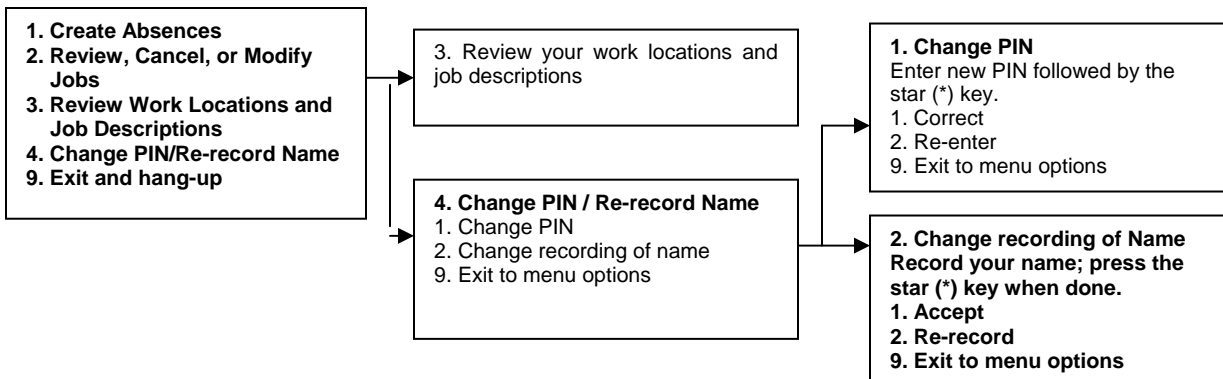 1. Create Absences
2. Review, Cancel, or Modify
Jobs
3. Review Work Locations and
Job Descriptions
4. Change PIN/Re-record Name
9. Exit and hang-up
3. Review your work locations and
job descriptions
4. Change PIN / Re-record Name
1. Change PIN
2. Change recording of name
9. Exit to menu options
1. Change PIN
Enter new PIN followed by the
star (*) key.
1. Correct
2. Re-enter
9. Exit to menu options
2. Change recording of Name
Record your name; press the
star (*) key when done.
1. Accept
2. Re-record
9. Exit to menu options